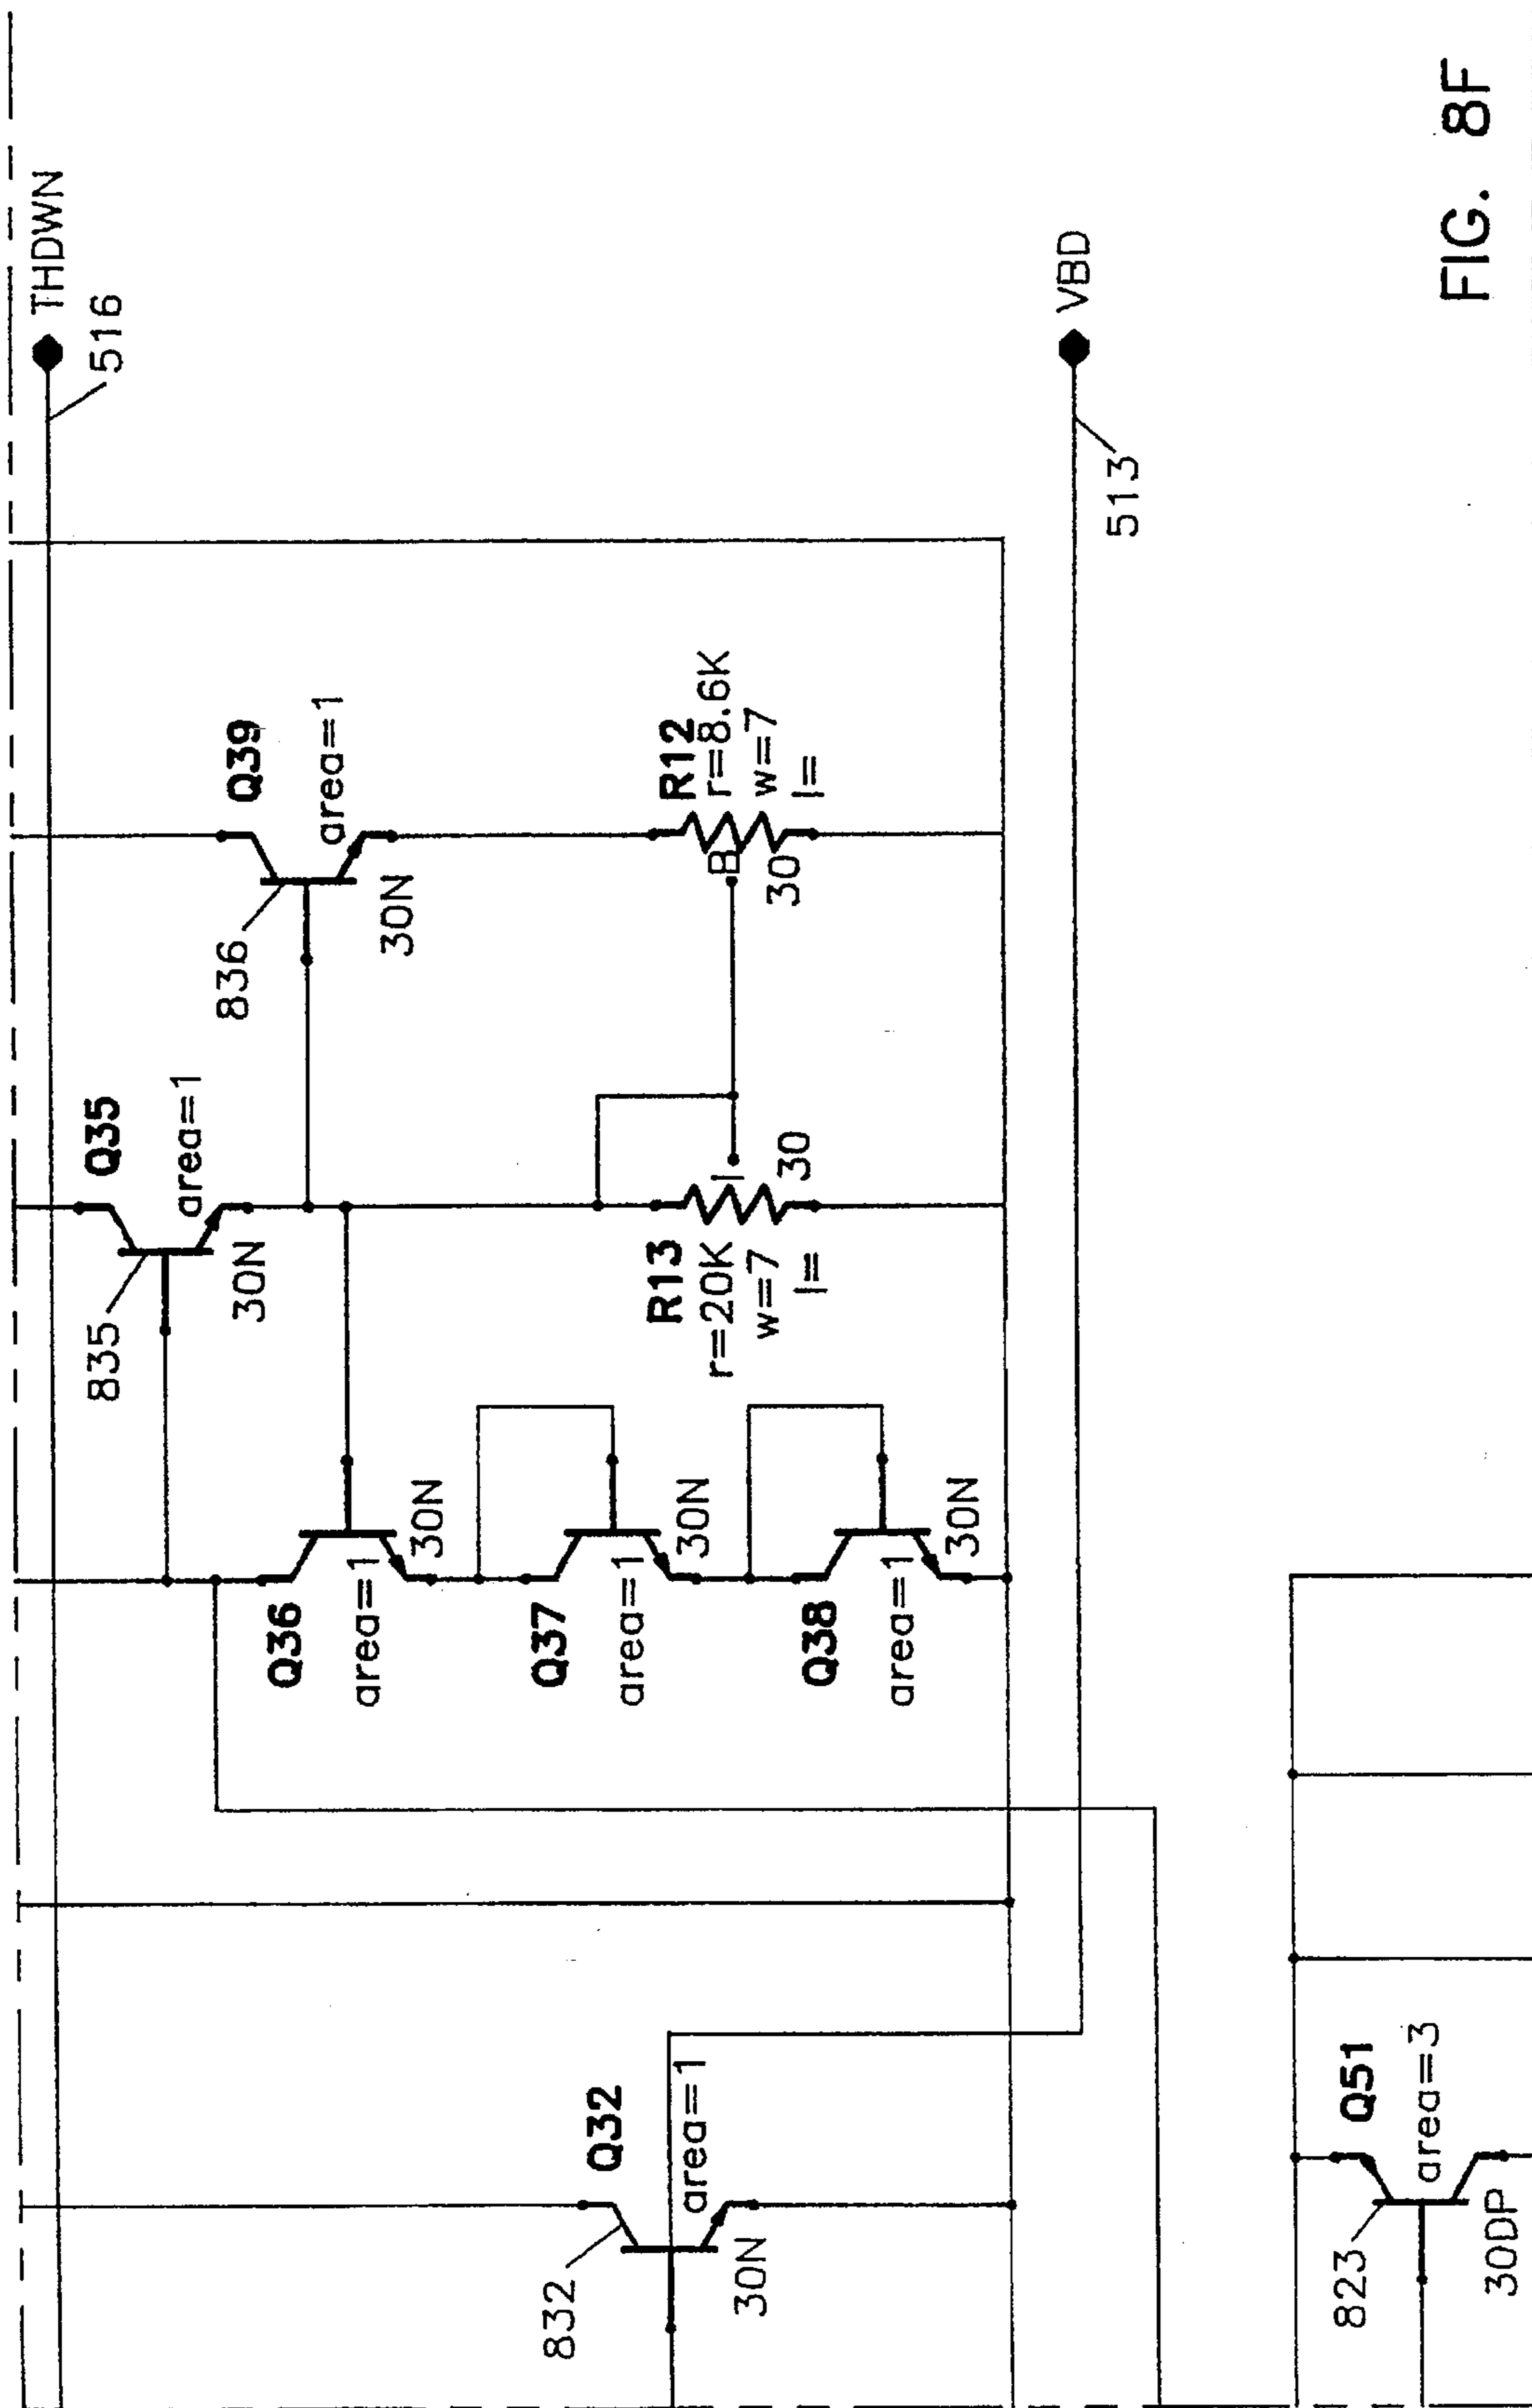 THDWN
516
Q39
area=1
836
30N
Q35
area=1
835
30N
R12
r=8.6K
w=7
l=
B
30
R13
r=20K
w=7
l=
I
30
Q36
area=1
30N
Q37
area=1
30N
Q38
area=1
30N
VBD
513
Q32
area=1
832
30N
Q51
area=3
823
30DP
FIG. 8F